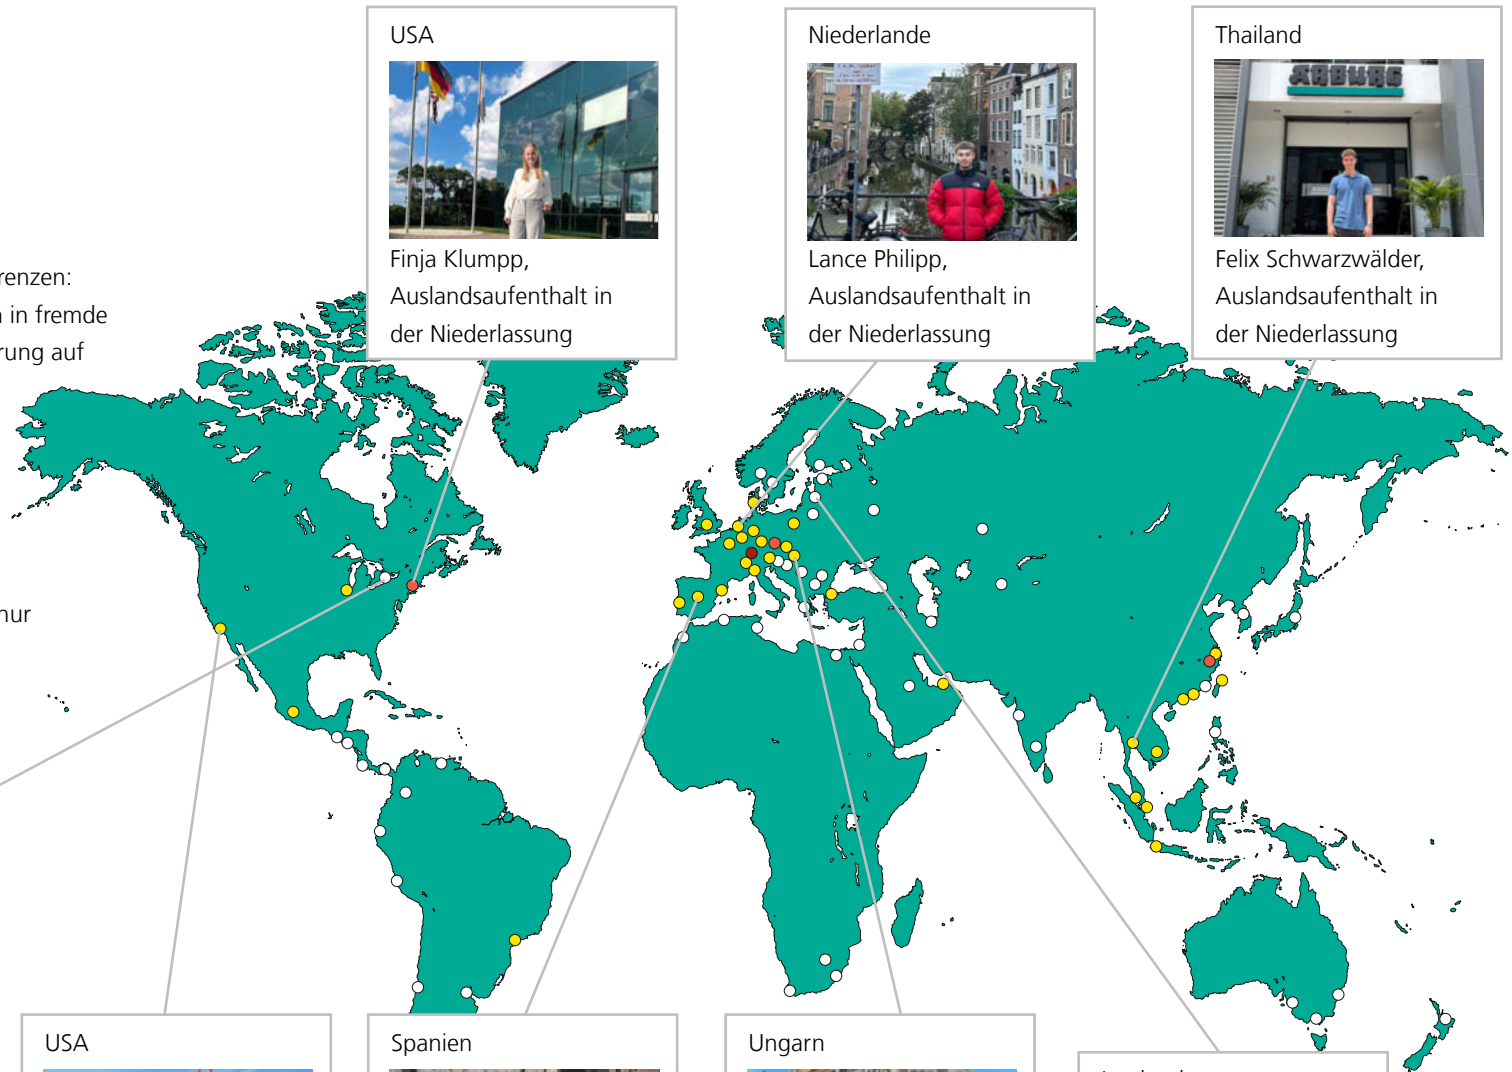 USA
Finja Klumpp,
Auslandsaufenthalt in
der Niederlassung
Niederlande
Lance Philipp,
Auslandsaufenthalt in
der Niederlassung
Thailand
ARBURG
Felix Schwarzwälder,
Auslandsaufenthalt in
der Niederlassung
renzen:
in fremde
rung auf
nur
USA
Spanien
Ungarn